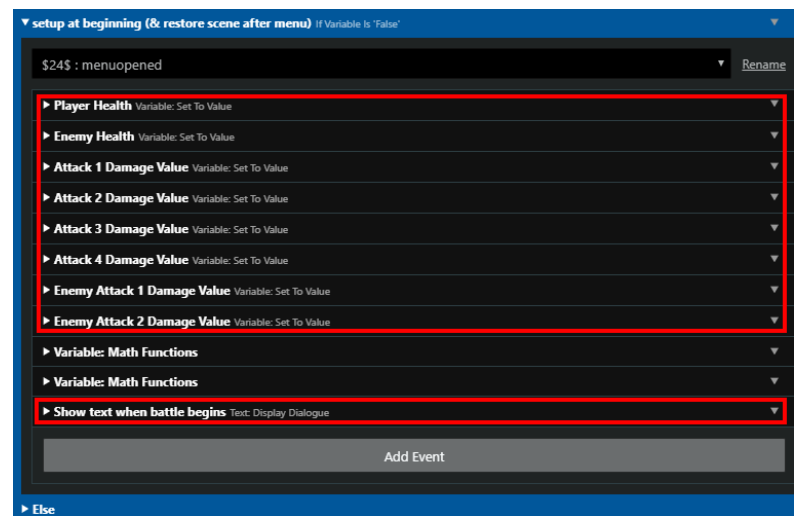 setup at beginning (& restore scene after menu) If Variable Is 'False'
$24$ : menuopened Rename
Player Health Variable: Set To Value
Enemy Health Variable: Set To Value
Attack 1 Damage Value Variable: Set To Value
Attack 2 Damage Value Variable: Set To Value
Attack 3 Damage Value Variable: Set To Value
Attack 4 Damage Value Variable: Set To Value
Enemy Attack 1 Damage Value Variable: Set To Value
Enemy Attack 2 Damage Value Variable: Set To Value
Variable: Math Functions
Variable: Math Functions
Show text when battle begins Text: Display Dialogue
Add Event
Else